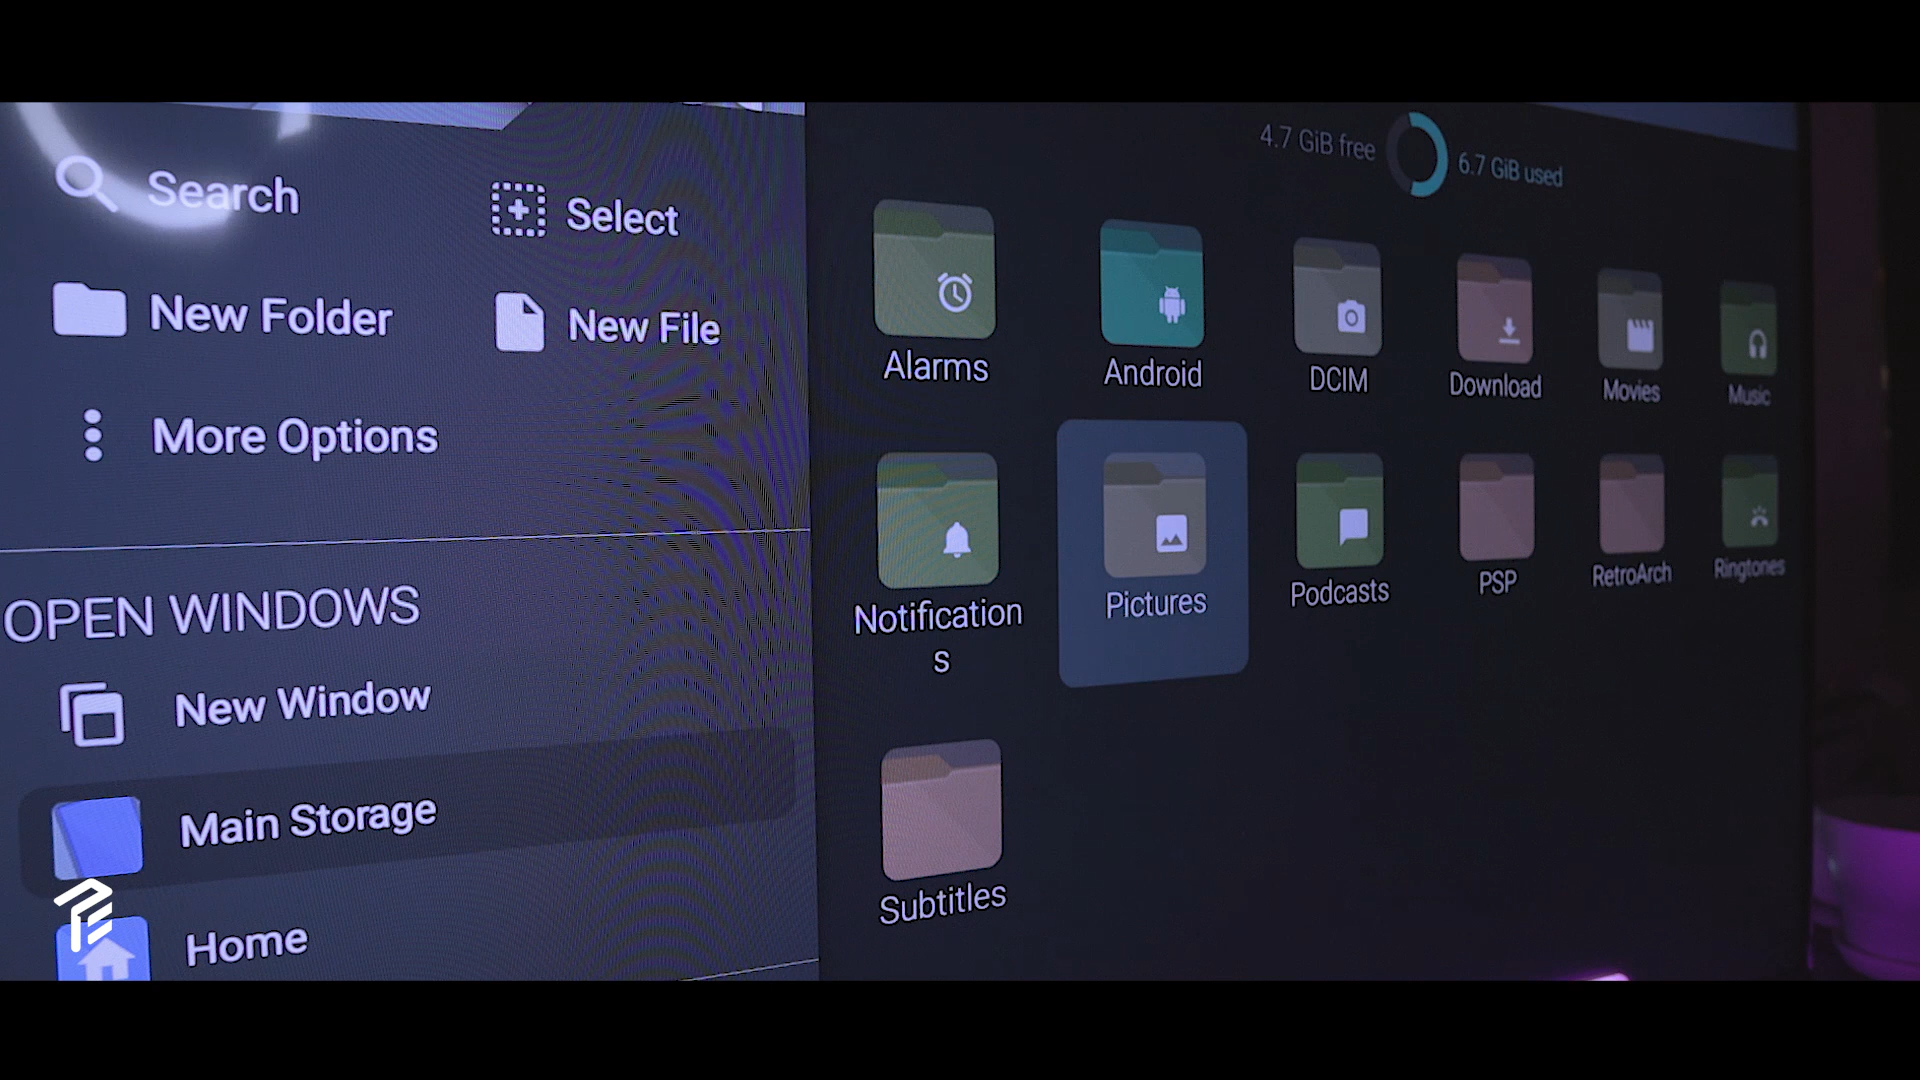 Search
Select
New Folder
New File
More Options
OPEN WINDOWS
New Window
Main Storage
Home
4.7 GiB free
6.7 GiB used
Alarms
Android
DCIM
Download
Movies
Music
Notification
s
Pictures
Podcasts
PSP
RetroArch
Ringtones
Subtitles